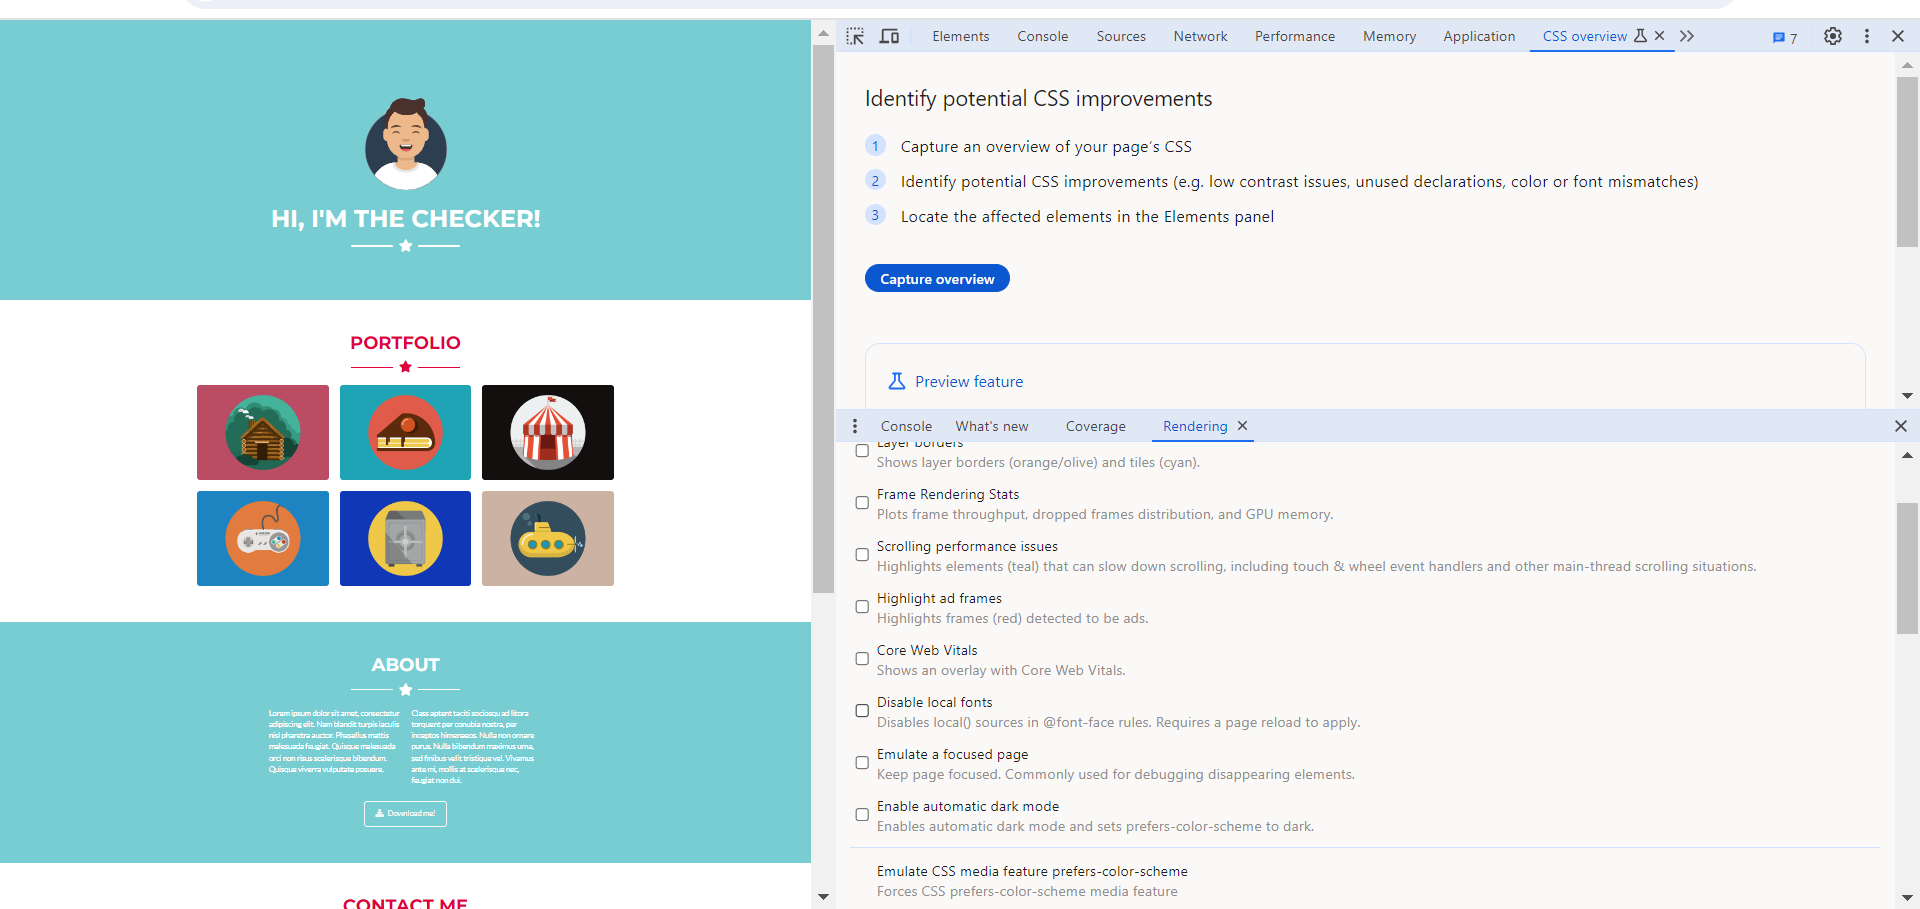 HI, I'M THE CHECKER!
PORTFOLIO
ABOUT
Lorem ipsum dolor sit amet, consectetur
adipiscing elit. Nam blandit turpis iaculis
nisl pharetra auctor. Phasellus mattis
malesuada feugiat. Quisque malesuada
orci non risus scelerisque bibendum.
Quisque viverra vulputate posuere.
Class aptent taciti sociosqu ad litora
torquent per conubia nostra, per
inceptos himenaeos. Nulla non ornare
purus. Nulla bibendum maximus urna,
sed finibus velit tristique vel. Vivamus
ante mi, mollis at scelerisque nec,
feugiat non dui.
Download me!
CONTACT ME
Elements Console Sources Network Performance Memory Application CSS overview 7
Identify potential CSS improvements
1 Capture an overview of your page's CSS
2 Identify potential CSS improvements (e.g. low contrast issues, unused declarations, color or font mismatches)
3 Locate the affected elements in the Elements panel
Capture overview
Preview feature
Console What's new Coverage Rendering
Layer borders
Shows layer borders (orange/olive) and tiles (cyan).
Frame Rendering Stats
Plots frame throughput, dropped frames distribution, and GPU memory.
Scrolling performance issues
Highlights elements (teal) that can slow down scrolling, including touch & wheel event handlers and other main-thread scrolling situations.
Highlight ad frames
Highlights frames (red) detected to be ads.
Core Web Vitals
Shows an overlay with Core Web Vitals.
Disable local fonts
Disables local() sources in @font-face rules. Requires a page reload to apply.
Emulate a focused page
Keep page focused. Commonly used for debugging disappearing elements.
Enable automatic dark mode
Enables automatic dark mode and sets prefers-color-scheme to dark.
Emulate CSS media feature prefers-color-scheme
Forces CSS prefers-color-scheme media feature